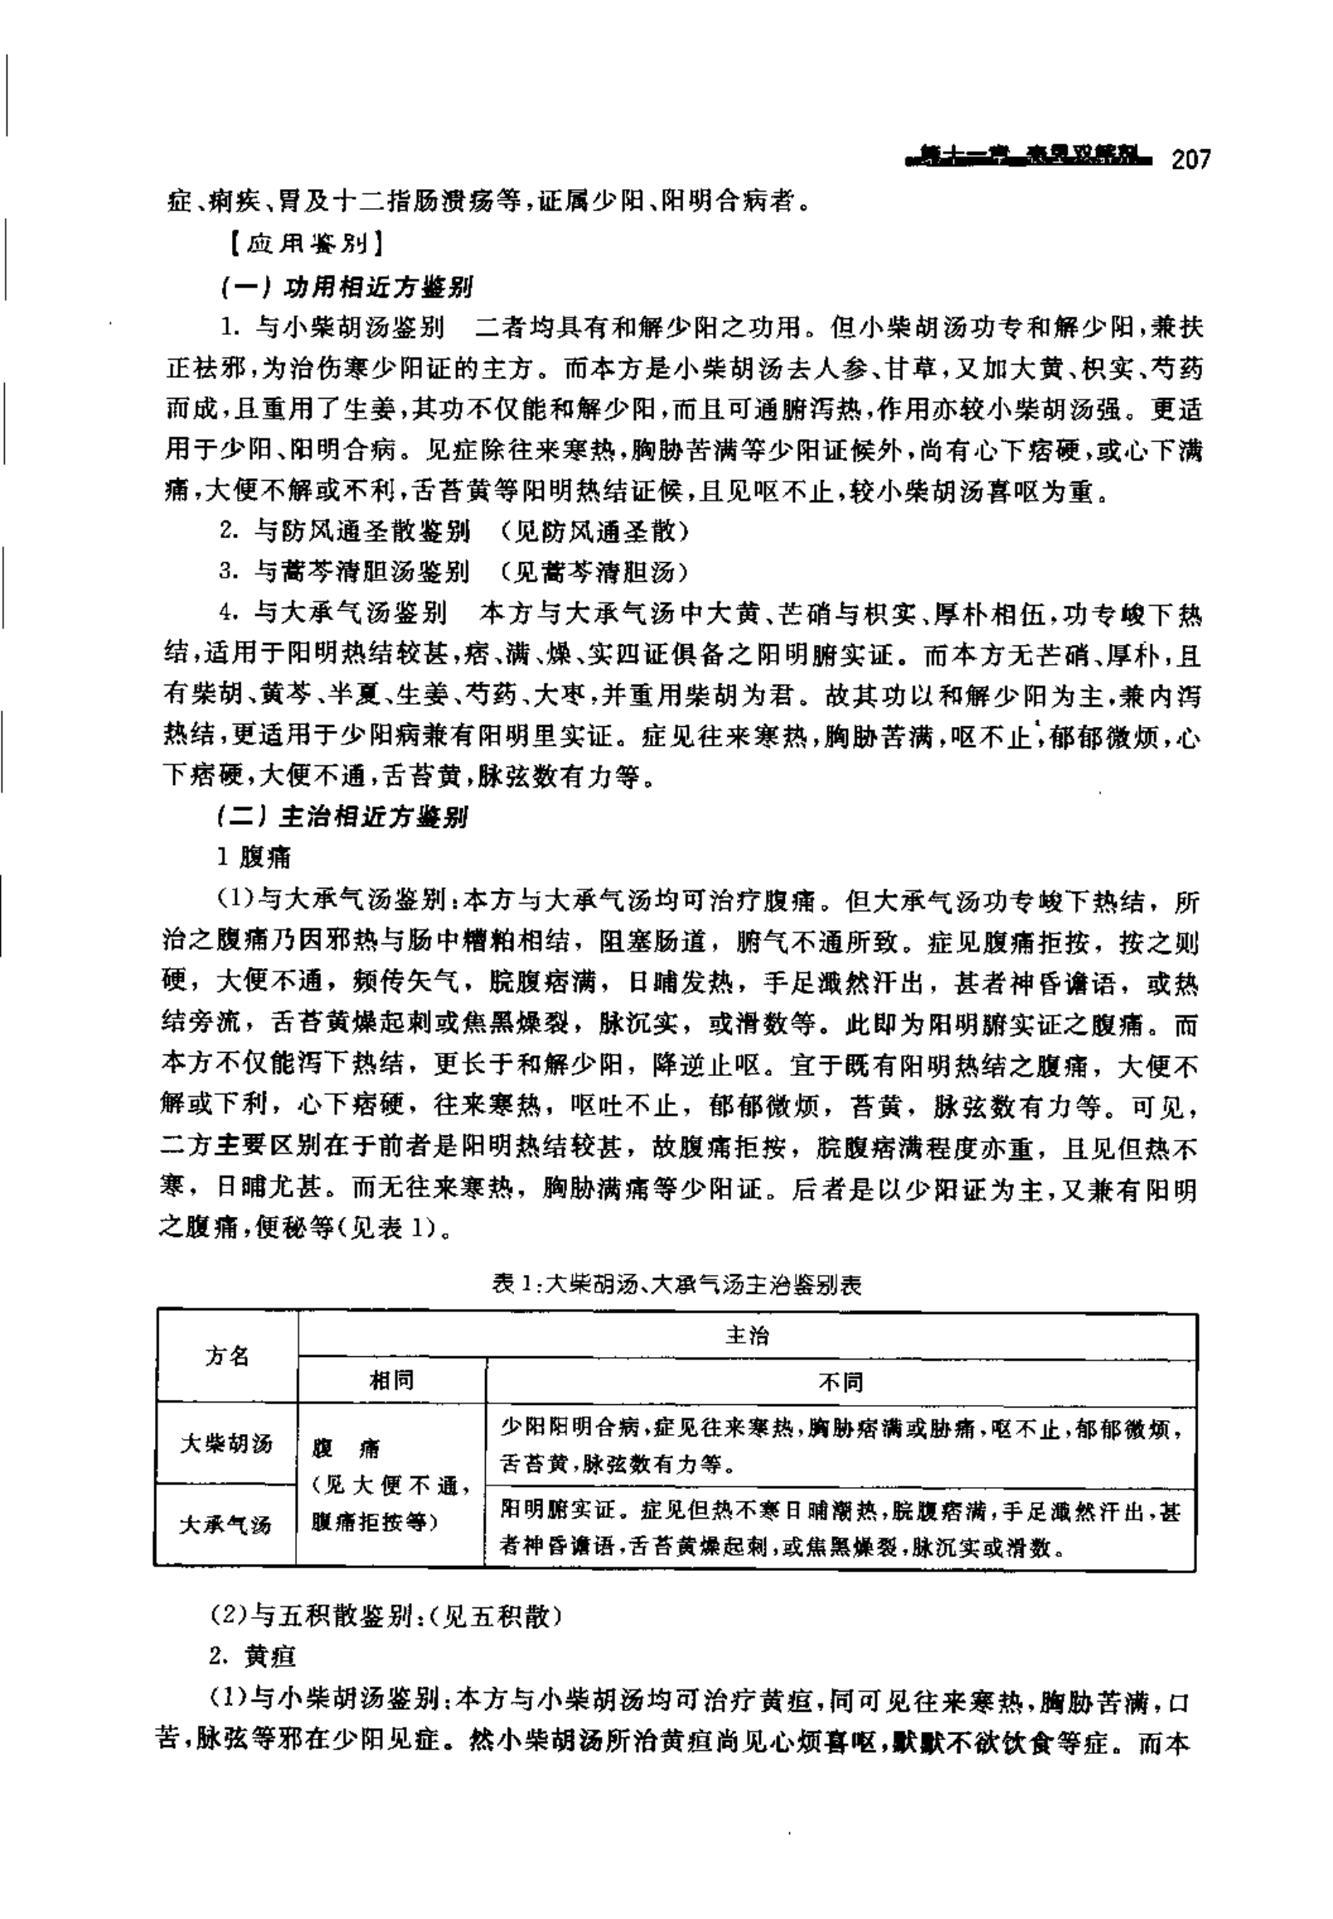 第十一章 表里双解剂 207
症、痢疾、胃及十二指肠溃疡等,证属少阳、阳明合病者。
【应用鉴别】
(一)功用相近方鉴别
1. 与小柴胡汤鉴别 二者均具有和解少阳之功用。但小柴胡汤功专和解少阳,兼扶
正祛邪,为治伤寒少阳证的主方。而本方是小柴胡汤去人参、甘草,又加大黄、枳实、芍药
而成,且重用了生姜,其功不仅能和解少阳,而且可通腑泻热,作用亦较小柴胡汤强。更适
用于少阳、阳明合病。见症除往来寒热,胸胁苦满等少阳证候外,尚有心下痞硬,或心下满
痛,大便不解或不利,舌苔黄等阳明热结证候,且见呕不止,较小柴胡汤喜呕为重。
2. 与防风通圣散鉴别 (见防风通圣散)
3. 与蒿芩清胆汤鉴别 (见蒿芩清胆汤)
4. 与大承气汤鉴别 本方与大承气汤中大黄、芒硝与枳实、厚朴相伍,功专峻下热
结,适用于阳明热结较甚,痞、满、燥、实四证俱备之阳明腑实证。而本方无芒硝、厚朴,且
有柴胡、黄芩、半夏、生姜、芍药、大枣,并重用柴胡为君。故其功以和解少阳为主,兼内泻
热结,更适用于少阳病兼有阳明里实证。症见往来寒热,胸胁苦满,呕不止,郁郁微烦,心
下痞硬,大便不通,舌苔黄,脉弦数有力等。
(二)主治相近方鉴别
1 腹痛
(1)与大承气汤鉴别:本方与大承气汤均可治疗腹痛。但大承气汤功专峻下热结，所
治之腹痛乃因邪热与肠中糟粕相结，阻塞肠道，腑气不通所致。症见腹痛拒按，按之则
硬，大便不通，频传矢气，脘腹痞满，日晡发热，手足濈然汗出，甚者神昏谵语，或热
结旁流，舌苔黄燥起刺或焦黑燥裂，脉沉实，或滑数等。此即为阳明腑实证之腹痛。而
本方不仅能泻下热结，更长于和解少阳，降逆止呕。宜于既有阳明热结之腹痛，大便不
解或下利，心下痞硬，往来寒热，呕吐不止，郁郁微烦，苔黄，脉弦数有力等。可见，
二方主要区别在于前者是阳明热结较甚，故腹痛拒按，脘腹痞满程度亦重，且见但热不
寒，日晡尤甚。而无往来寒热，胸胁满痛等少阳证。后者是以少阳证为主,又兼有阳明
之腹痛,便秘等(见表1)。
表1:大柴胡汤、大承气汤主治鉴别表
方名 主治
相同 不同
大柴胡汤 腹 痛
(见大便不通,
腹痛拒按等)
少阳阳明合病,症见往来寒热,胸胁痞满或胁痛,呕不止,郁郁微烦,
舌苔黄,脉弦数有力等。
大承气汤
阳明腑实证。症见但热不寒日晡潮热,脘腹痞满,手足濈然汗出,甚
者神昏谵语,舌苔黄燥起刺,或焦黑燥裂,脉沉实或滑数。
(2)与五积散鉴别:(见五积散)
2. 黄疸
(1)与小柴胡汤鉴别:本方与小柴胡汤均可治疗黄疸,同可见往来寒热,胸胁苦满,口
苦,脉弦等邪在少阳见症。然小柴胡汤所治黄疸尚见心烦喜呕,默默不欲饮食等症。而本